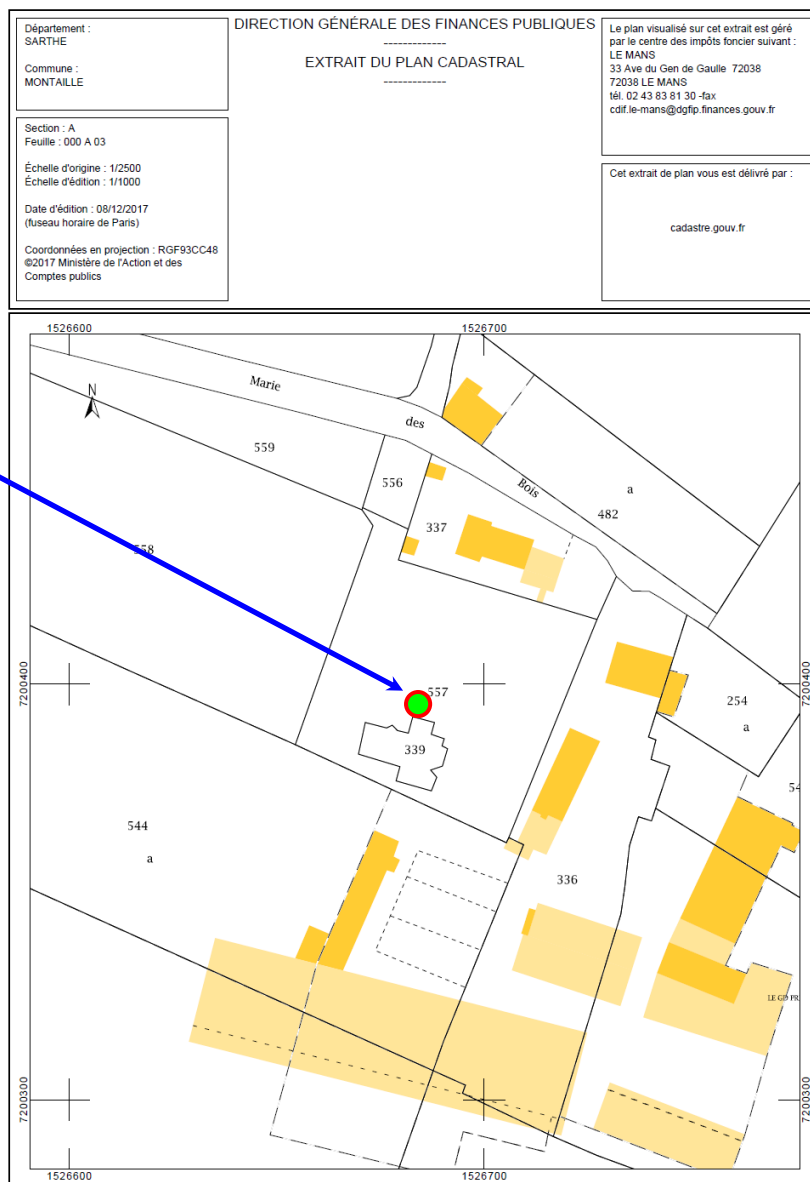 Département :
SARTHE
Commune :
MONTAILLE
Section : A
Feuille : 000 A 03
Échelle d'origine : 1/2500
Échelle d'édition : 1/1000
Date d'édition : 08/12/2017
(fuseau horaire de Paris)
Coordonnées en projection : RGF93CC48
©2017 Ministère de l'Action et des
Comptes publics
DIRECTION GÉNÉRALE DES FINANCES PUBLIQUES
-------------
EXTRAIT DU PLAN CADASTRAL
-------------
Le plan visualisé sur cet extrait est géré
par le centre des impôts foncier suivant :
LE MANS
33 Ave du Gen de Gaulle 72038
72038 LE MANS
tél. 02 43 83 81 30 -fax
cdif.le-mans@dgfip.finances.gouv.fr
Cet extrait de plan vous est délivré par :
cadastre.gouv.fr
1526600
1526700
N
Marie
des
Bois
559
556
a
482
337
558
7200400
7200400
557
254
a
339
54
544
a
336
LE GD PR
7200300
7200300
1526600
1526700